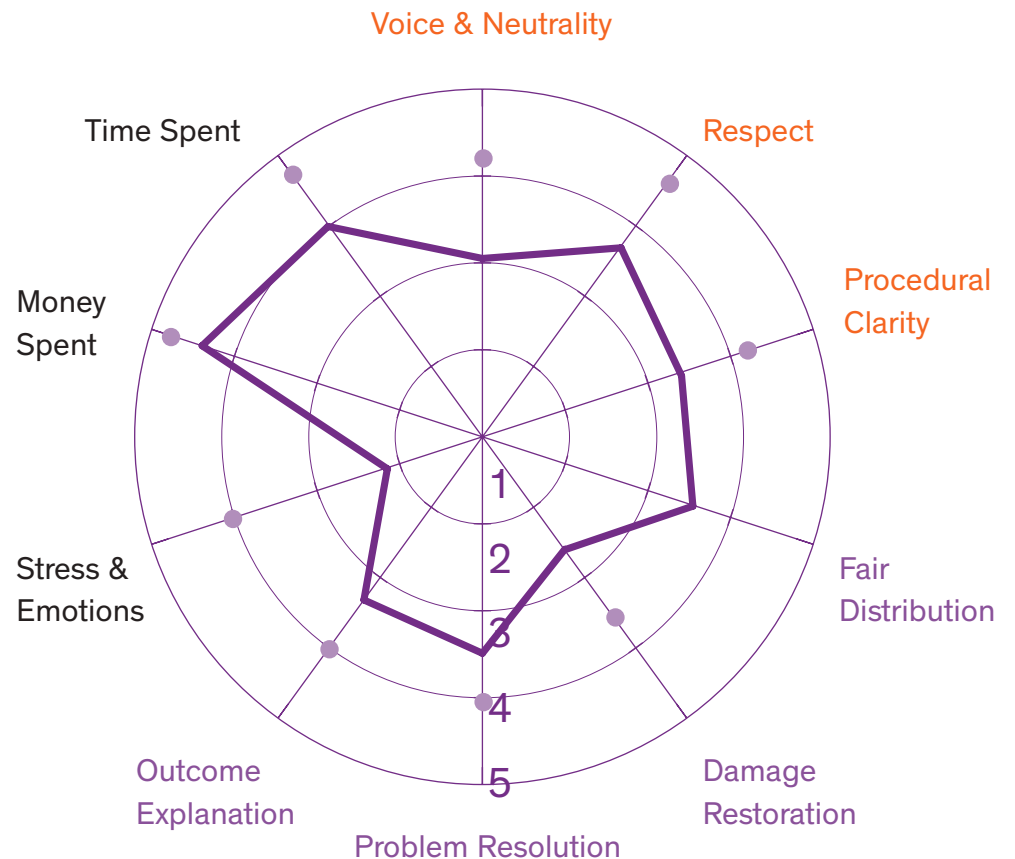 Voice & Neutrality
Time Spent
Respect
Procedural
Clarity
Money
Spent
1
2
3
4
5
Stress &
Emotions
Fair
Distribution
Outcome
Explanation
Damage
Restoration
Problem Resolution